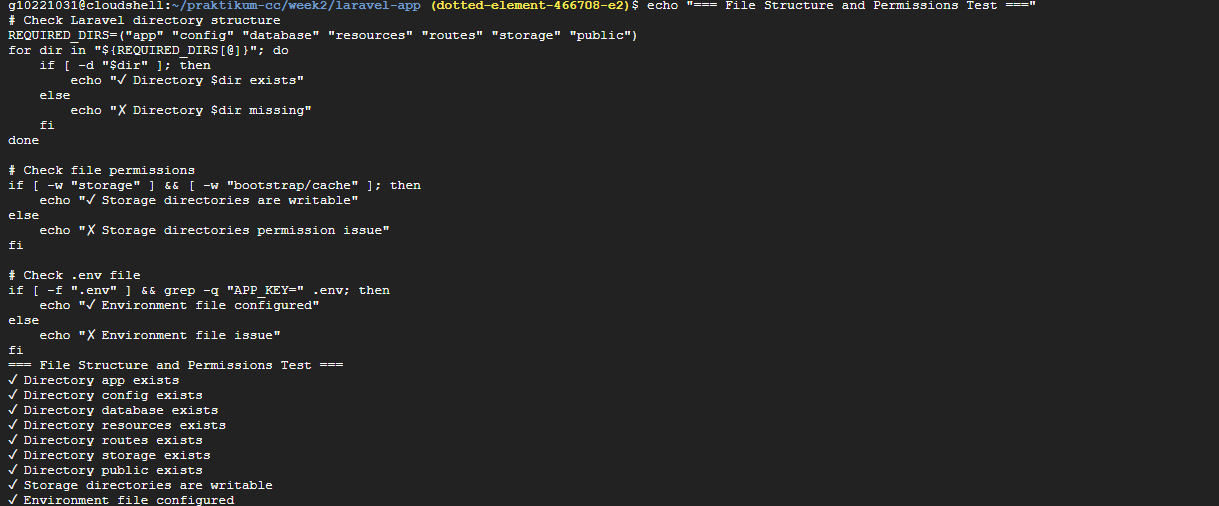 g10221031@cloudshell:~/praktikum-cc/week2/laravel-app (dotted-element-466708-e2)$ echo "=== File Structure and Permissions Test ==="
# Check Laravel directory structure
REQUIRED_DIRS=("app" "config" "database" "resources" "routes" "storage" "public")
for dir in "${REQUIRED_DIRS[@]}"; do
    if [ -d "$dir" ]; then
        echo "✓ Directory $dir exists"
    else
        echo "✗ Directory $dir missing"
    fi
done

# Check file permissions
if [ -w "storage" ] && [ -w "bootstrap/cache" ]; then
    echo "✓ Storage directories are writable"
else
    echo "✗ Storage directories permission issue"
fi

# Check .env file
if [ -f ".env" ] && grep -q "APP_KEY=" .env; then
    echo "✓ Environment file configured"
else
    echo "✗ Environment file issue"
fi
=== File Structure and Permissions Test ===
✓ Directory app exists
✓ Directory config exists
✓ Directory database exists
✓ Directory resources exists
✓ Directory routes exists
✓ Directory storage exists
✓ Directory public exists
✓ Storage directories are writable
✓ Environment file configured